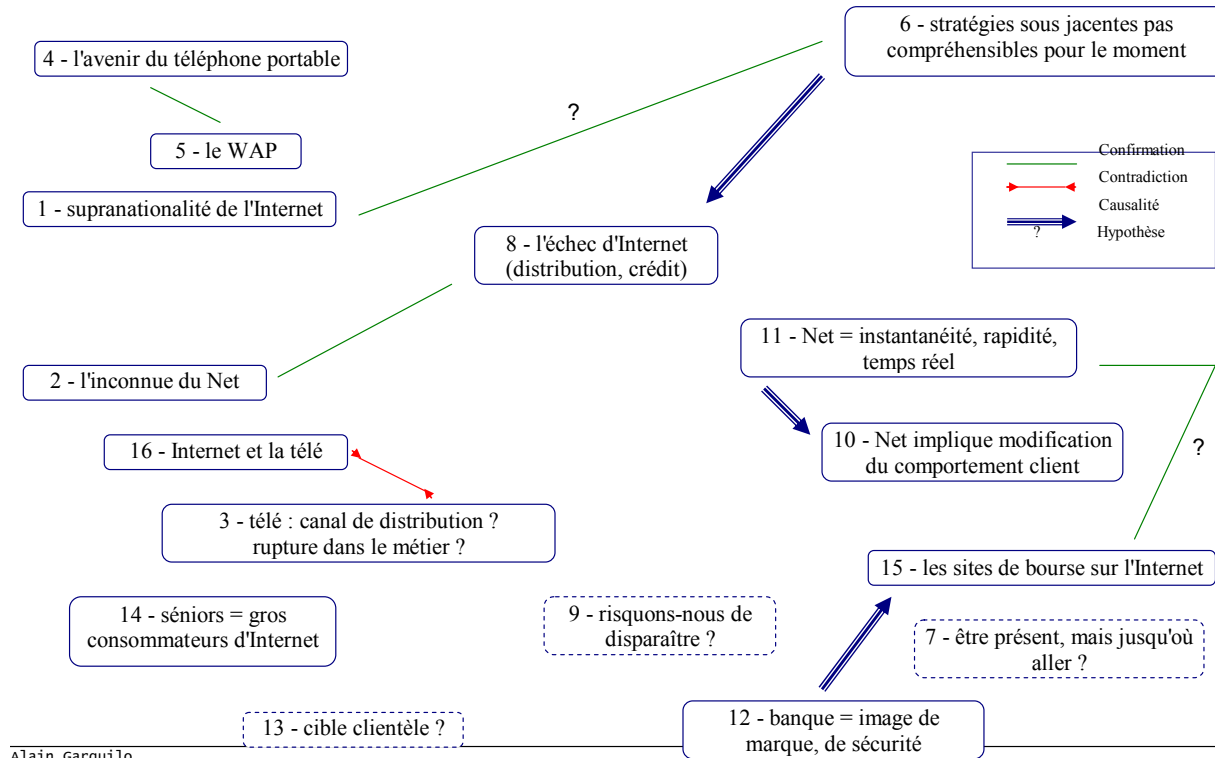 6 - stratégies sous jacentes pas
compréhensibles pour le moment
4 - l'avenir du téléphone portable
?
5 - le WAP
Confirmation
Contradiction
Causalité
? Hypothèse
1 - supranationalité de l'Internet
8 - l'échec d'Internet
(distribution, crédit)
11 - Net = instantanéité, rapidité,
temps réel
2 - l'inconnue du Net
10 - Net implique modification
du comportement client
?
16 - Internet et la télé
3 - télé : canal de distribution ?
rupture dans le métier ?
15 - les sites de bourse sur l'Internet
14 - séniors = gros
consommateurs d'Internet
9 - risquons-nous de
disparaître ?
7 - être présent, mais jusqu'où
aller ?
13 - cible clientèle ?
12 - banque = image de
marque, de sécurité
Alain Garguilo